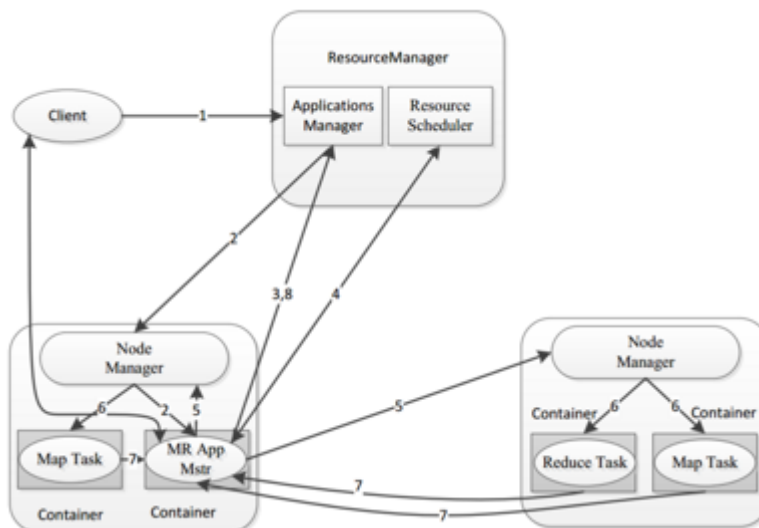 ResourceManager
Client
1
Applications
Manager
Resource
Scheduler
2
3,8
4
Node
Manager
6
2
5
5
Node
Manager
6
6
Container
Container
Map Task
7
MR App
Mstr
Reduce Task
Map Task
7
7
Container
Container